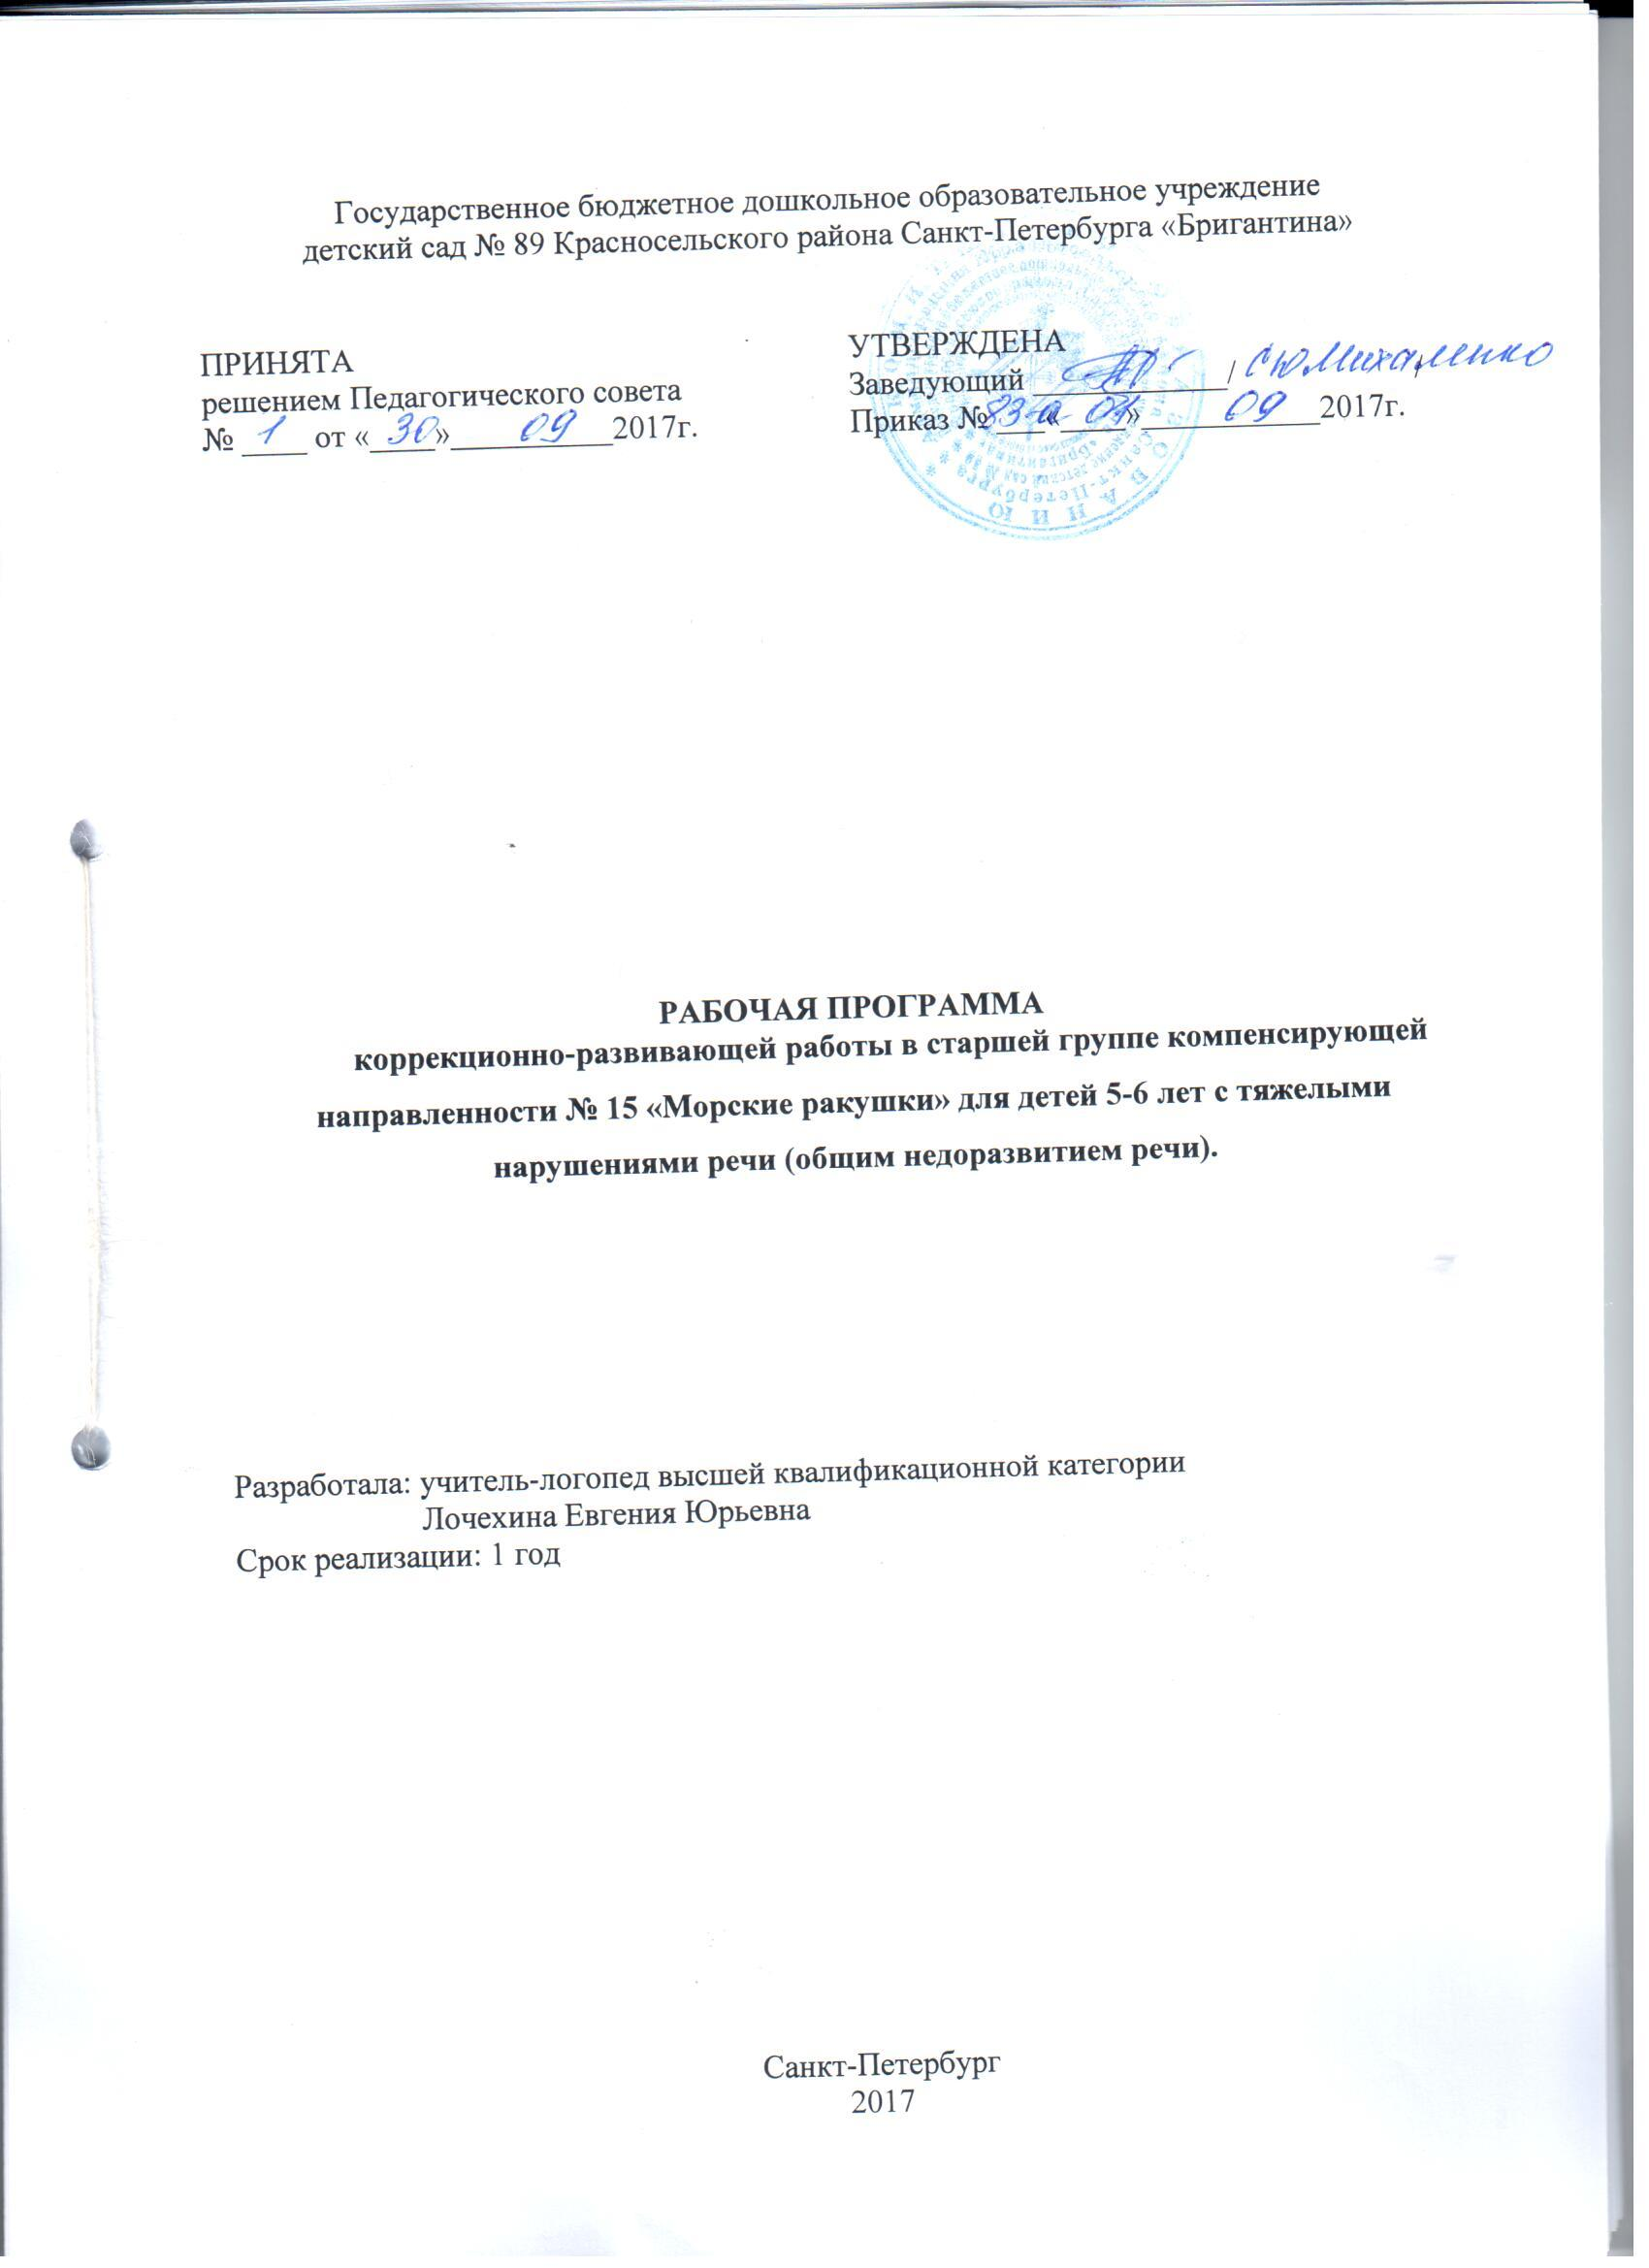 Государственное бюджетное дошкольное образовательное учреждение
детский сад № 89 Красносельского района Санкт-Петербурга «Бригантина»
ПРИНЯТА
решением Педагогического совета
№ 1 от «30» 09 2017г.
УТВЕРЖДЕНА
Заведующий / С.Ю. Михаленко /
Приказ № 83-а «01» 09 2017г.
РАБОЧАЯ ПРОГРАММА
коррекционно-развивающей работы в старшей группе компенсирующей
направленности № 15 «Морские ракушки» для детей 5-6 лет с тяжелыми
нарушениями речи (общим недоразвитием речи).
Разработала: учитель-логопед высшей квалификационной категории
Лочехина Евгения Юрьевна
Срок реализации: 1 год
Санкт-Петербург
2017